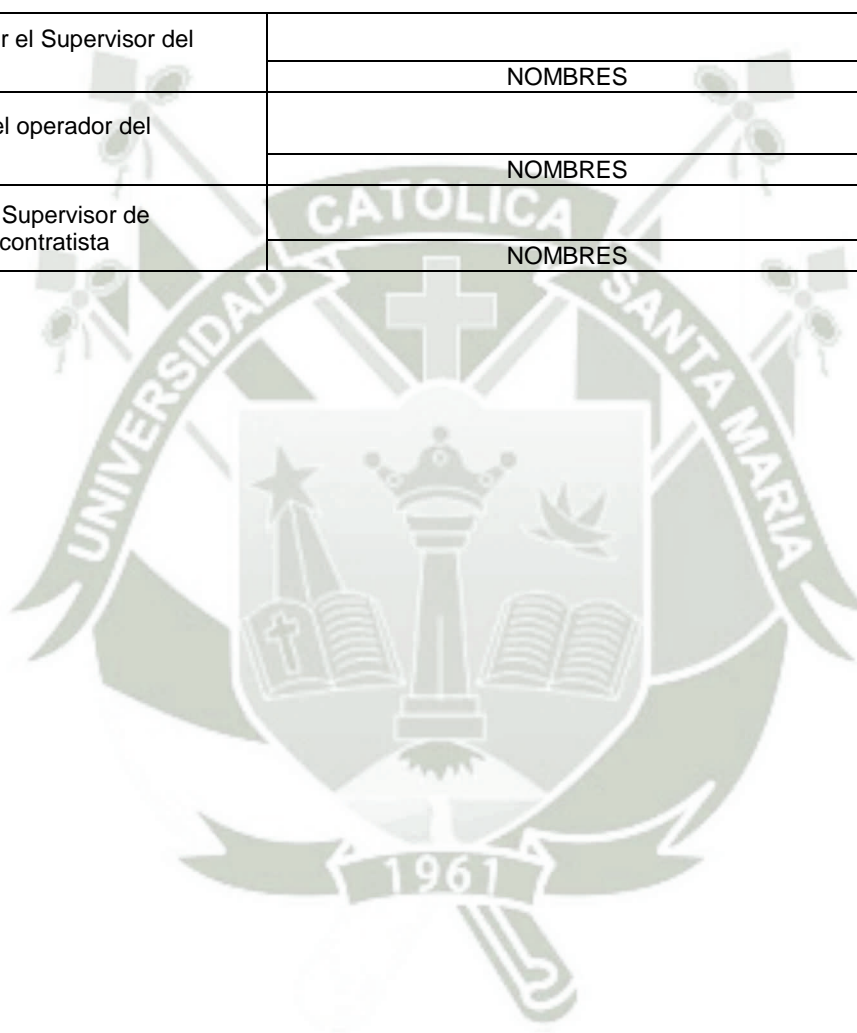 r el Supervisor del
NOMBRES
el operador del
NOMBRES
Supervisor de
contratista
NOMBRES
UNIVERSIDAD CATOLICA SANTA MARIA
1961